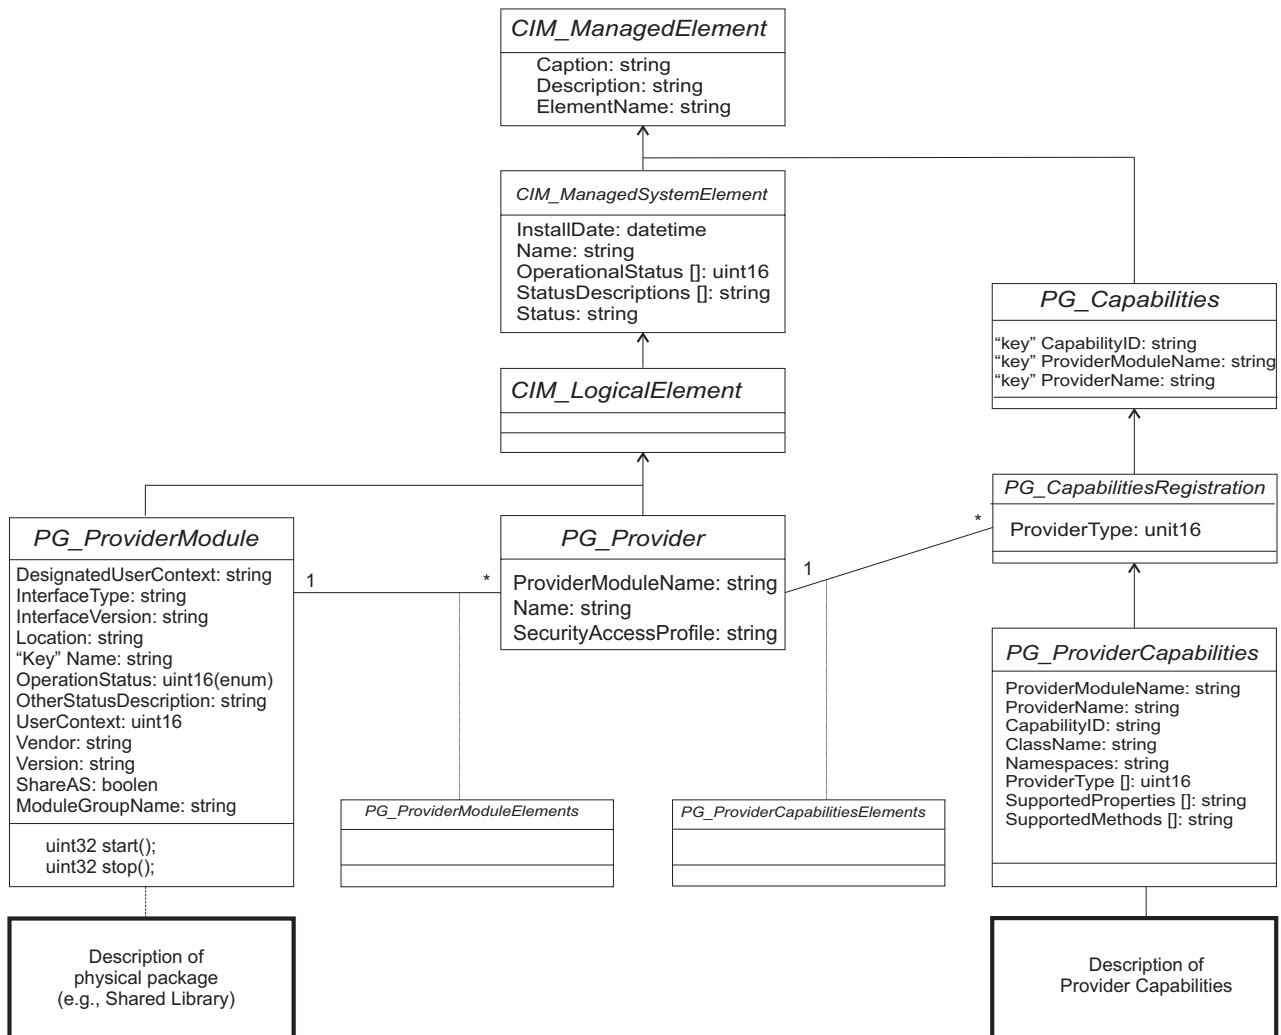 CIM_ManagedElement
Caption: string
Description: string
ElementName: string
CIM_ManagedSystemElement
InstallDate: datetime
Name: string
OperationalStatus []: uint16
StatusDescriptions []: string
Status: string
PG_Capabilities
“key” CapabilityID: string
“key” ProviderModuleName: string
“key” ProviderName: string
CIM_LogicalElement
PG_CapabilitiesRegistration
ProviderType: unit16
PG_ProviderModule
DesignatedUserContext: string
InterfaceType: string
InterfaceVersion: string
Location: string
“Key” Name: string
OperationStatus: uint16(enum)
OtherStatusDescription: string
UserContext: uint16
Vendor: string
Version: string
ShareAS: boolen
ModuleGroupName: string
uint32 start();
uint32 stop();
1
*
PG_Provider
ProviderModuleName: string
Name: string
SecurityAccessProfile: string
1
*
PG_ProviderCapabilities
ProviderModuleName: string
ProviderName: string
CapabilityID: string
ClassName: string
Namespaces: string
ProviderType []: uint16
SupportedProperties []: string
SupportedMethods []: string
PG_ProviderModuleElements
PG_ProviderCapabilitiesElements
Description of
physical package
(e.g., Shared Library)
Description of
Provider Capabilities